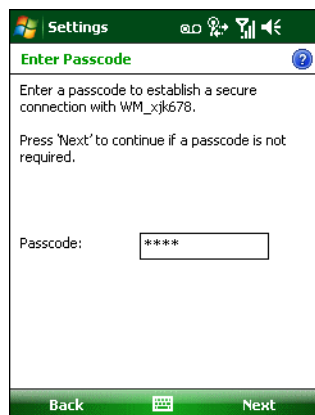 Settings
Enter Passcode
Enter a passcode to establish a secure
connection with WM_xjk678.
Press 'Next' to continue if a passcode is not
required.
Passcode: ****
Back Next